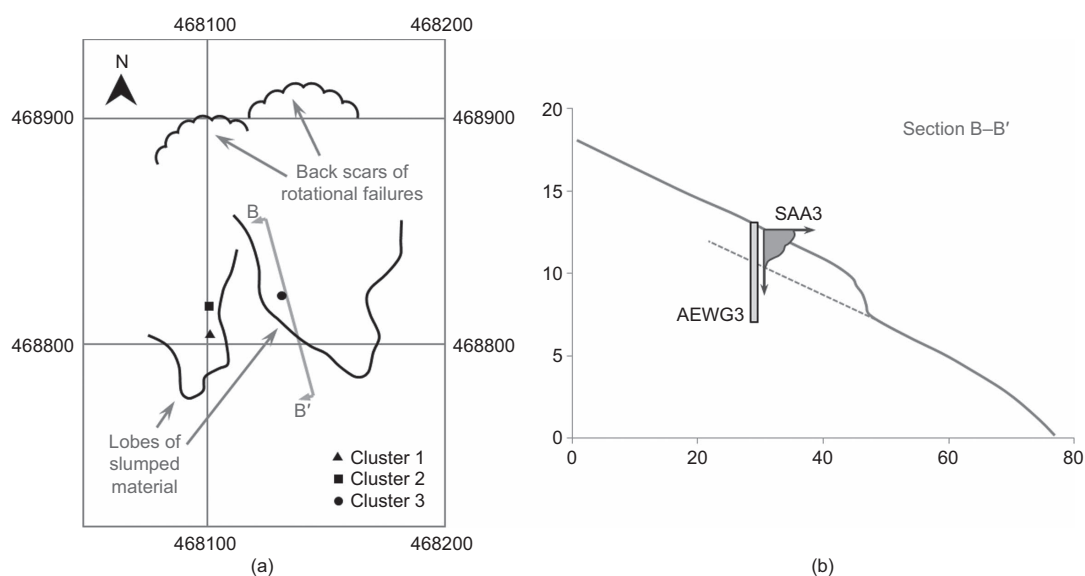 468100
468200
N
468900
468900
Back scars of
rotational failures
B
468800
468800
B′
Lobes of
slumped
material
Cluster 1
Cluster 2
Cluster 3
468100
468200
(a)
20
Section B–B′
15
SAA3
10
AEWG3
5
0
0
20
40
60
80
(b)